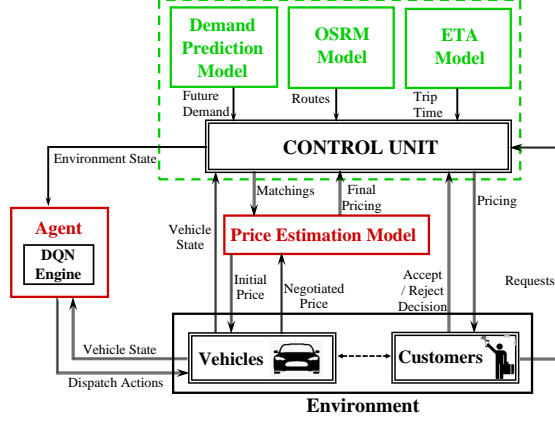 Demand
Prediction
Model
OSRM
Model
ETA
Model
Future
Demand
Routes
Trip
Time
CONTROL UNIT
Environment State
Matchings
Final
Pricing
Pricing
Vehicle
State
Agent
DQN
Engine
Price Estimation Model
Initial
Price
Negotiated
Price
Accept
/ Reject
Decision
Requests
Vehicle State
Dispatch Actions
Vehicles
Customers
Environment